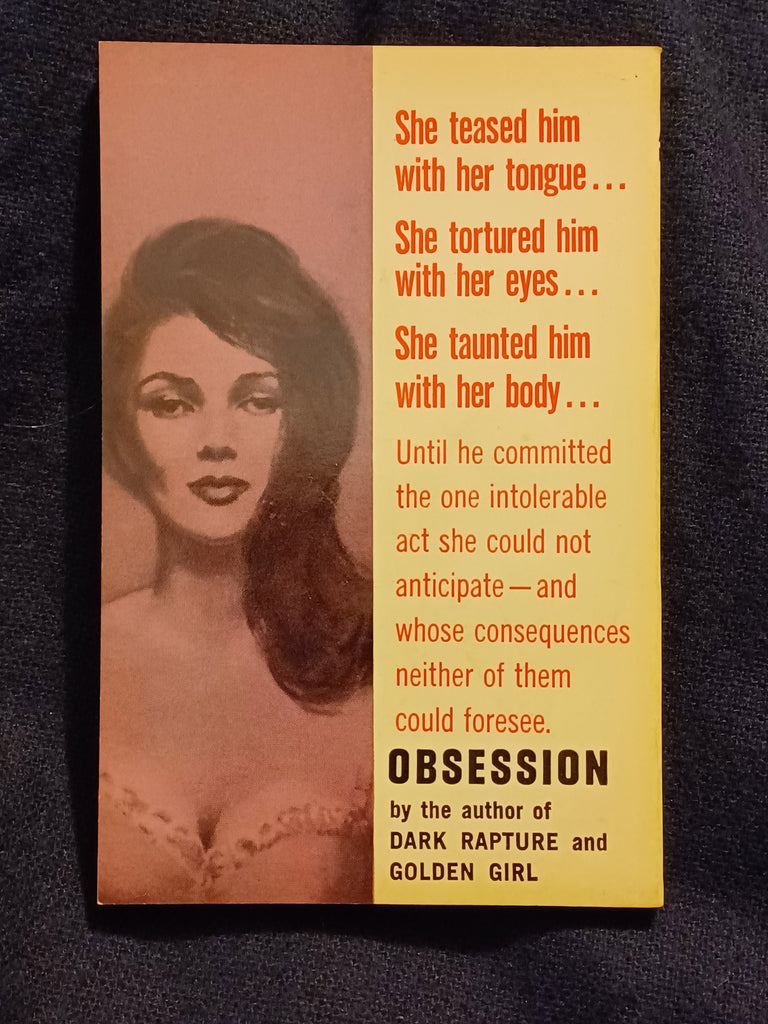 She teased him
with her tongue...
She tortured him
with her eyes...
She taunted him
with her body...
Until he committed
the one intolerable
act she could not
anticipate—and
whose consequences
neither of them
could foresee.
OBSESSION
by the author of
DARK RAPTURE and
GOLDEN GIRL